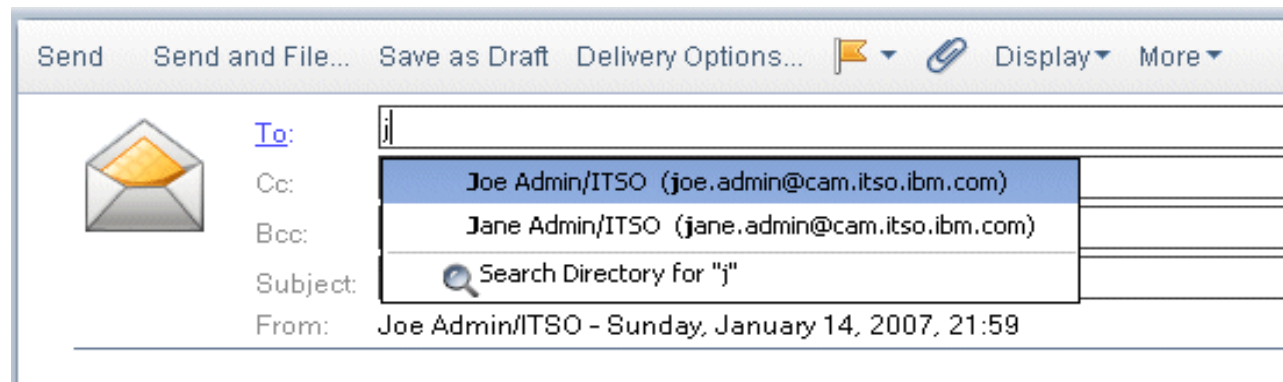 Send Send and File... Save as Draft Delivery Options... Display More
To: j
Cc: Joe Admin/ITSO (joe.admin@cam.itso.ibm.com)
Bcc: Jane Admin/ITSO (jane.admin@cam.itso.ibm.com)
Subject: Search Directory for "j"
From: Joe Admin/ITSO - Sunday, January 14, 2007, 21:59